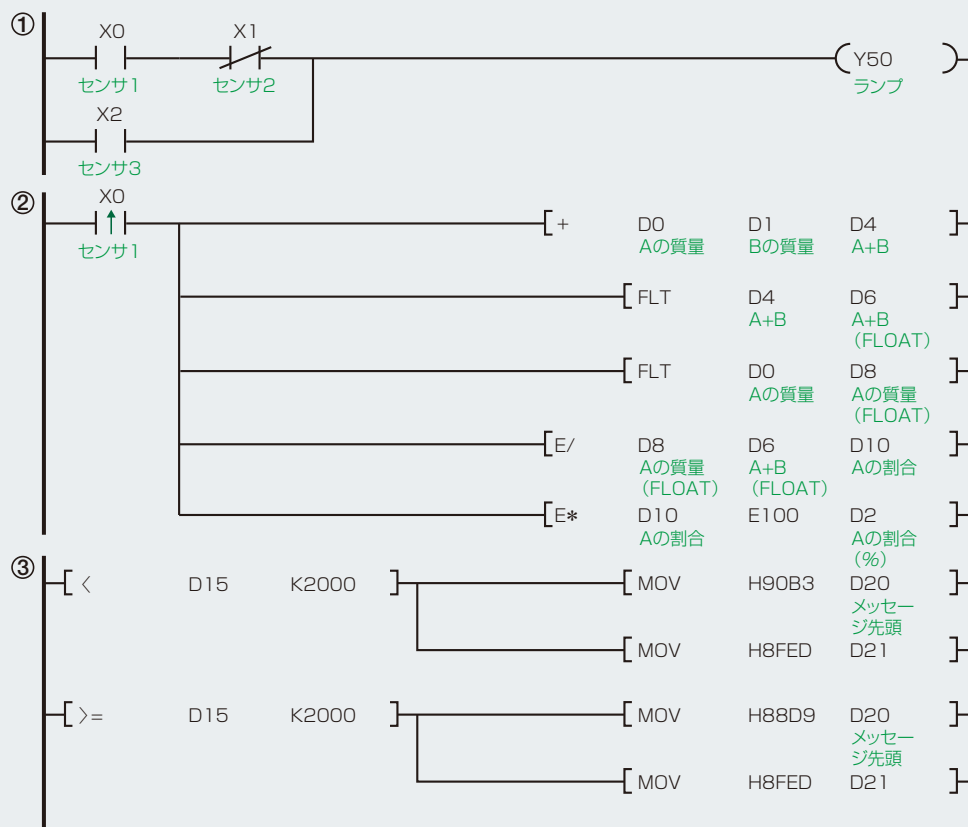 ① X0 X1
センサ1 センサ2
Y50
ランプ
X2
センサ3
② X0
センサ1
+ D0 D1 D4
Aの質量 Bの質量 A+B
FLT D4 D6
A+B A+B
(FLOAT)
FLT D0 D8
Aの質量 Aの質量
(FLOAT)
E/ D8 D6 D10
Aの質量 A+B Aの割合
(FLOAT) (FLOAT)
E* D10 E100 D2
Aの割合 Aの割合
(%)
③ < D15 K2000 MOV H90B3 D20
メッセー
ジ先頭
MOV H8FED D21
>= D15 K2000 MOV H88D9 D20
メッセー
ジ先頭
MOV H8FED D21